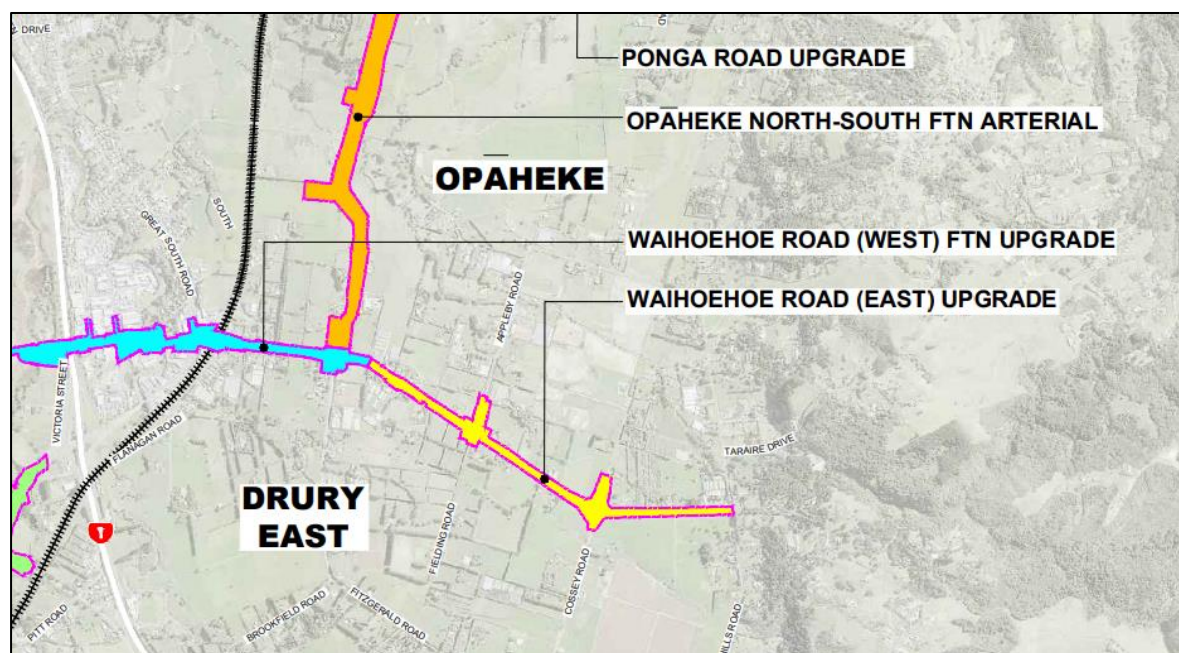 DRIVE
PONGA ROAD UPGRADE
OPĀHEKE NORTH-SOUTH FTN ARTERIAL
OPĀHEKE
SOUTH
GREAT SOUTH ROAD
WAIHOEHOE ROAD (WEST) FTN UPGRADE
WAIHOEHOE ROAD (EAST) UPGRADE
APPLEBY ROAD
VICTORIA STREET
FLANAGAN ROAD
TARAIRE DRIVE
DRURY
EAST
1
FIELDING ROAD
COSSEY ROAD
FITZGERALD ROAD
BROOKFIELD ROAD
PITT ROAD
HILLS ROAD